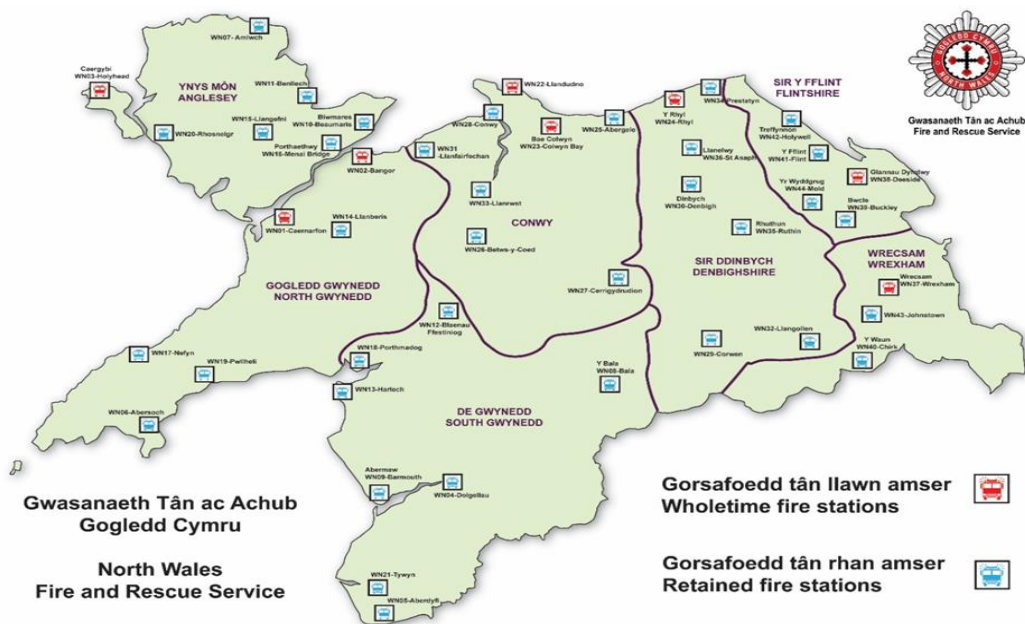 WN07- Amlwch
Caergybi
WN03-Holyhead
YNYS MÔN
ANGLESEY
WN11-Benllech
WN15-Llangefni
Biwmares
WN10-Beaumaris
WN20-Rhosneigr
Porthaethwy
WN16-Menai Bridge
WN02-Bangor
WN22-Llandudno
WN28-Conwy
Bae Colwyn
WN23-Colwyn Bay
WN25-Abergele
WN31
-Llanfairfechan
WN33-Llanrwst
CONWY
WN26-Betws-y-Coed
WN27-Cerrigydrudion
Y Rhyl
WN24-Rhyl
WN34-Prestatyn
SIR Y FFLINT
FLINTSHIRE
Treffynnon
WN42-Holywell
Y Fflint
WN41-Flint
Llanelwy
WN36-St Asaph
Yr Wyddgrug
WN44-Mold
Glannau Dyfrdwy
WN38-Deeside
Bwcle
WN39-Buckley
Dinbych
WN30-Denbigh
Rhuthun
WN35-Ruthin
SIR DDINBYCH
DENBIGHSHIRE
WRECSAM
WREXHAM
Wrecsam
WN37-Wrexham
WN43-Johnstown
WN32-Llangollen
Y Waun
WN40-Chirk
WN29-Corwen
WN14-Llanberis
WN01-Caernarfon
GOGLEDD GWYNEDD
NORTH GWYNEDD
WN12-Blaenau
Ffestiniog
WN17-Nefyn
WN19-Pwllheli
WN18-Porthmadog
WN13-Harlech
WN06-Abersoch
Y Bala
WN08-Bala
DE GWYNEDD
SOUTH GWYNEDD
Abermaw
WN09-Barmouth
WN04-Dolgellau
WN21-Tywyn
WN05-Aberdyfi
GOGLEDD CYMRU
NORTH WALES
Gwasanaeth Tân ac Achub
Fire and Rescue Service
Gwasanaeth Tân ac Achub
Gogledd Cymru
North Wales
Fire and Rescue Service
Gorsafoedd tân llawn amser
Wholetime fire stations
Gorsafoedd tân rhan amser
Retained fire stations